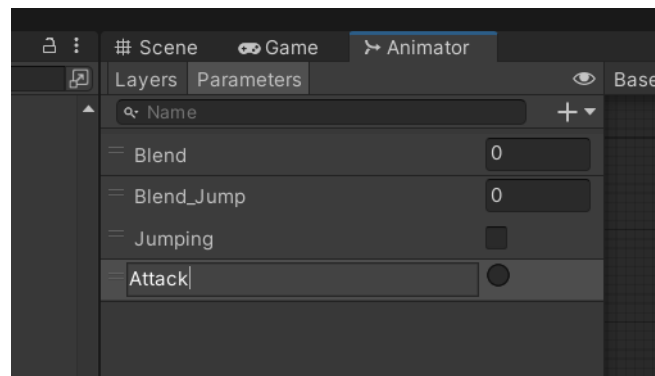 Scene Game Animator
Layers Parameters Base
Name
Blend 0
Blend_Jump 0
Jumping
Attack